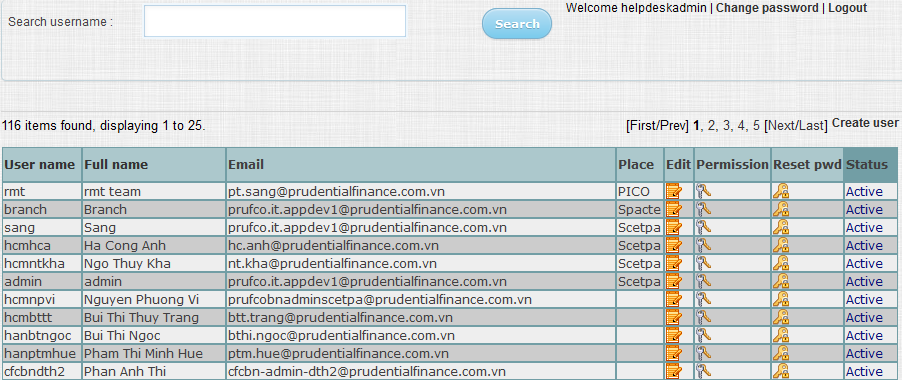 Search username :
Search
Welcome helpdeskadmin | Change password | Logout
116 items found, displaying 1 to 25.
[First/Prev] 1, 2, 3, 4, 5 [Next/Last] Create user
User name Full name Email Place Edit Permission Reset pwd Status
rmt rmt team pt.sang@prudentialfinance.com.vn PICO Active
branch Branch prufco.it.appdev1@prudentialfinance.com.vn Spacte Active
sang Sang prufco.it.appdev1@prudentialfinance.com.vn Scetpa Active
hcmhca Ha Cong Anh hc.anh@prudentialfinance.com.vn Scetpa Active
hcmntkha Ngo Thuy Kha nt.kha@prudentialfinance.com.vn Scetpa Active
admin admin prufco.it.appdev1@prudentialfinance.com.vn Scetpa Active
hcmnpvi Nguyen Phuong Vi prufcobnadminscetpa@prudentialfinance.com.vn Active
hcmbttt Bui Thi Thuy Trang btt.trang@prudentialfinance.com.vn Active
hanbtngoc Bui Thi Ngoc bthi.ngoc@prudentialfinance.com.vn Active
hanptmhue Pham Thi Minh Hue ptm.hue@prudentialfinance.com.vn Active
cfcbndth2 Phan Anh Thi cfcbn-admin-dth2@prudentialfinance.com.vn Active